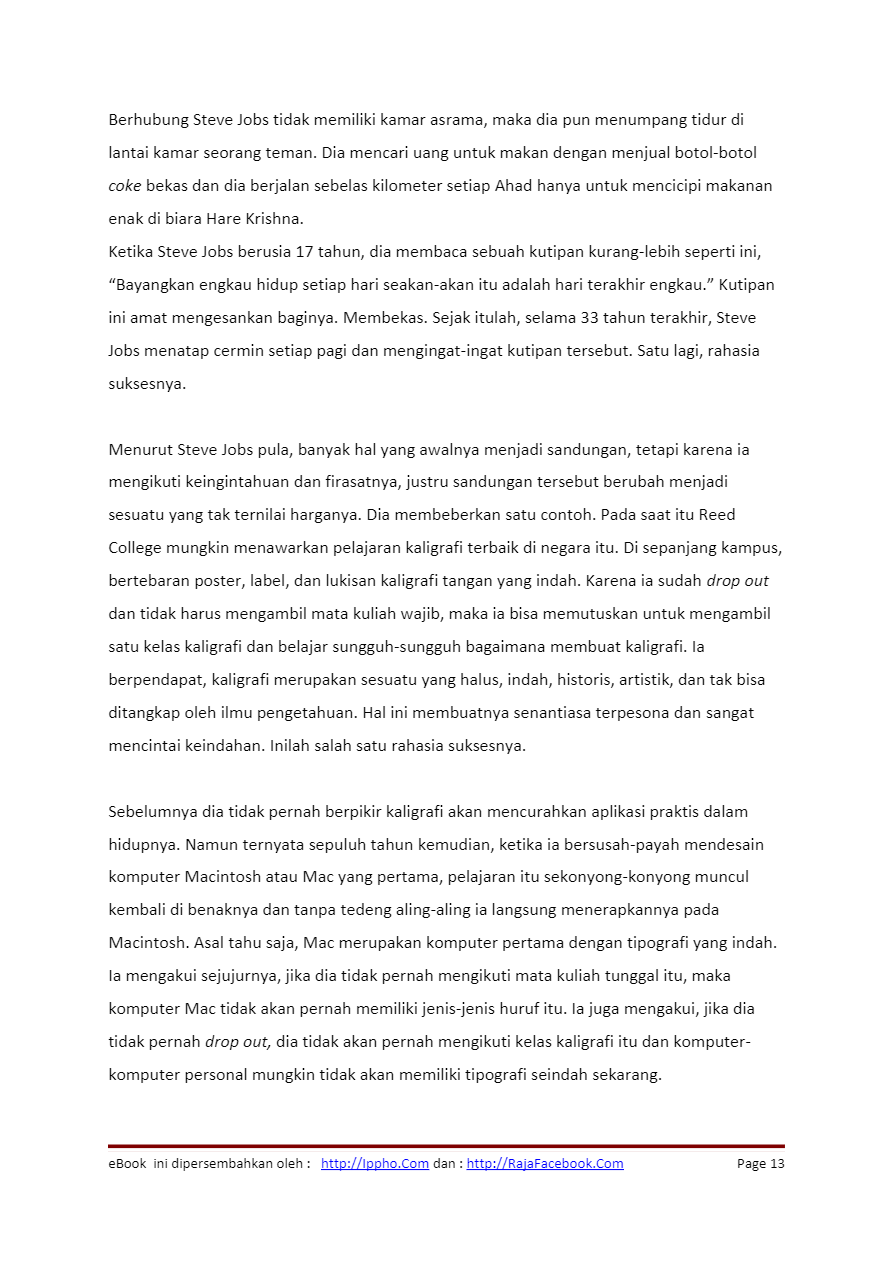 Berhubung Steve Jobs tidak memiliki kamar asrama, maka dia pun menumpang tidur di
lantai kamar seorang teman. Dia mencari uang untuk makan dengan menjual botol-botol
coke bekas dan dia berjalan sebelas kilometer setiap Ahad hanya untuk mencicipi makanan
enak di biara Hare Krishna.
Ketika Steve Jobs berusia 17 tahun, dia membaca sebuah kutipan kurang-lebih seperti ini,
“Bayangkan engkau hidup setiap hari seakan-akan itu adalah hari terakhir engkau.” Kutipan
ini amat mengesankan baginya. Membekas. Sejak itulah, selama 33 tahun terakhir, Steve
Jobs menatap cermin setiap pagi dan mengingat-ingat kutipan tersebut. Satu lagi, rahasia
suksesnya.
Menurut Steve Jobs pula, banyak hal yang awalnya menjadi sandungan, tetapi karena ia
mengikuti keingintahuan dan firasatnya, justru sandungan tersebut berubah menjadi
sesuatu yang tak ternilai harganya. Dia membeberkan satu contoh. Pada saat itu Reed
College mungkin menawarkan pelajaran kaligrafi terbaik di negara itu. Di sepanjang kampus,
bertebaran poster, label, dan lukisan kaligrafi tangan yang indah. Karena ia sudah drop out
dan tidak harus mengambil mata kuliah wajib, maka ia bisa memutuskan untuk mengambil
satu kelas kaligrafi dan belajar sungguh-sungguh bagaimana membuat kaligrafi. Ia
berpendapat, kaligrafi merupakan sesuatu yang halus, indah, historis, artistik, dan tak bisa
ditangkap oleh ilmu pengetahuan. Hal ini membuatnya senantiasa terpesona dan sangat
mencintai keindahan. Inilah salah satu rahasia suksesnya.
Sebelumnya dia tidak pernah berpikir kaligrafi akan mencurahkan aplikasi praktis dalam
hidupnya. Namun ternyata sepuluh tahun kemudian, ketika ia bersusah-payah mendesain
komputer Macintosh atau Mac yang pertama, pelajaran itu sekonyong-konyong muncul
kembali di benaknya dan tanpa tedeng aling-aling ia langsung menerapkannya pada
Macintosh. Asal tahu saja, Mac merupakan komputer pertama dengan tipografi yang indah.
Ia mengakui sejujurnya, jika dia tidak pernah mengikuti mata kuliah tunggal itu, maka
komputer Mac tidak akan pernah memiliki jenis-jenis huruf itu. Ia juga mengakui, jika dia
tidak pernah drop out, dia tidak akan pernah mengikuti kelas kaligrafi itu dan komputer-
komputer personal mungkin tidak akan memiliki tipografi seindah sekarang.
eBook ini dipersembahkan oleh : http://Ippho.Com dan : http://RajaFacebook.Com Page 13